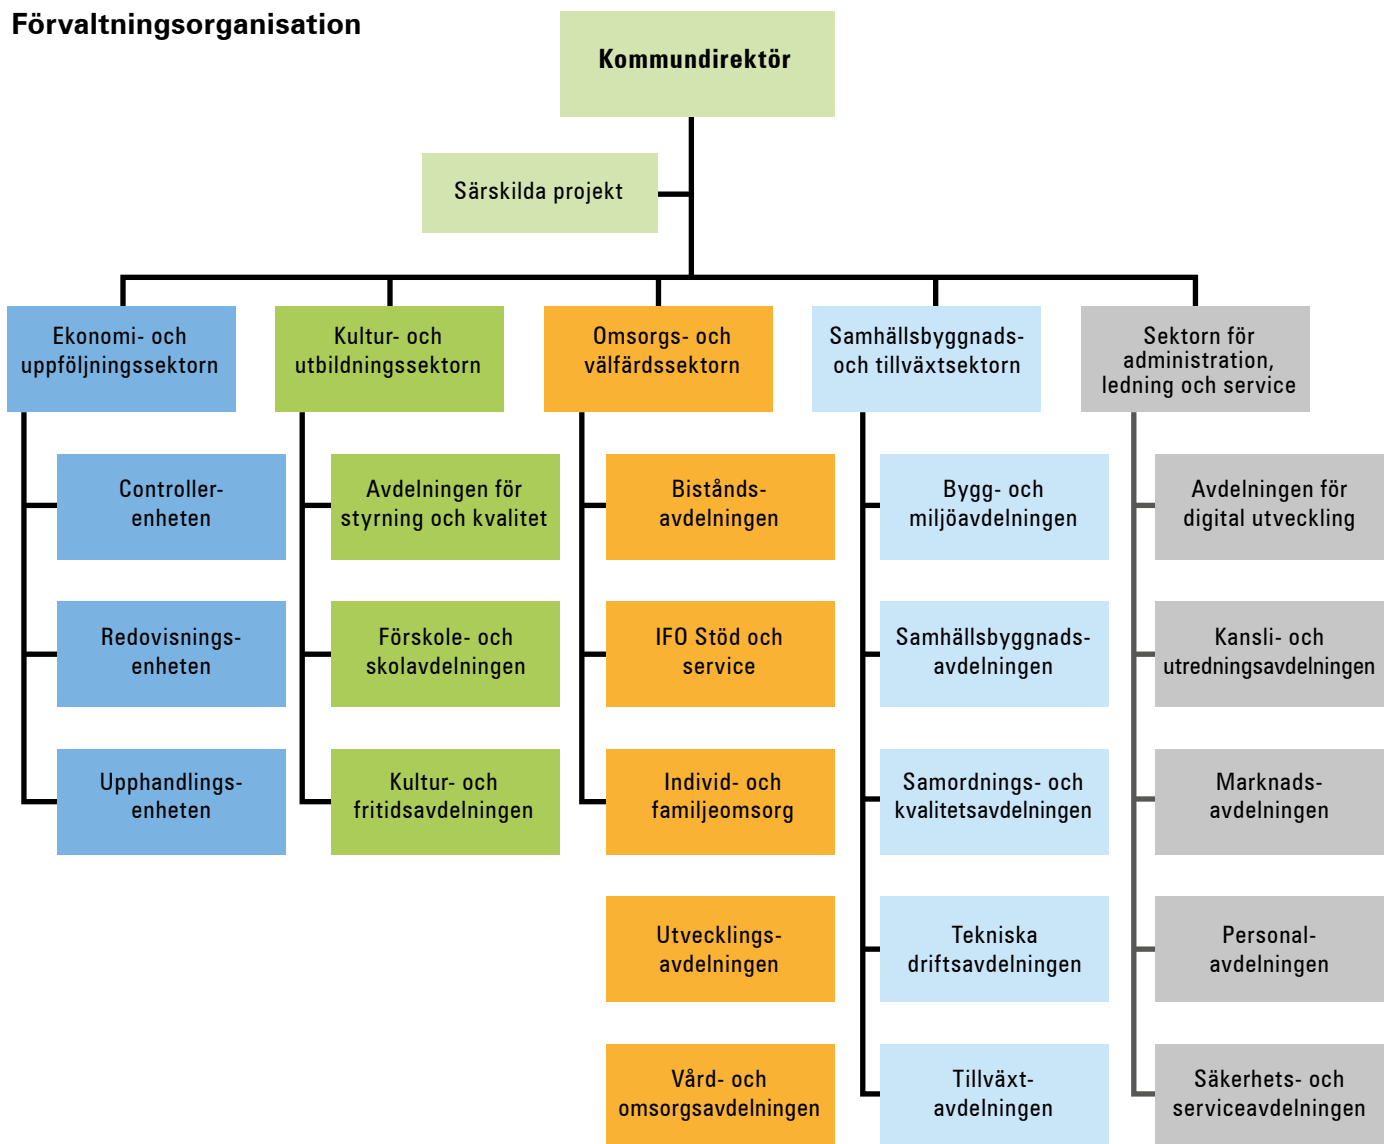 Förvaltningsorganisation
Kommundirektör
Särskilda projekt
Ekonomi- och
uppföljningssektorn
Controller-
enheten
Redovisnings-
enheten
Upphandlings-
enheten
Kultur- och
utbildningssektorn
Avdelningen för
styrning och kvalitet
Förskole- och
skolavdelningen
Kultur- och
fritidsavdelningen
Omsorgs- och
välfärdssektorn
Bistånds-
avdelningen
IFO Stöd och
service
Individ- och
familjeomsorg
Utvecklings-
avdelningen
Vård- och
omsorgsavdelningen
Samhällsbyggnads-
och tillväxtsektorn
Bygg- och
miljöavdelningen
Samhällsbyggnads-
avdelningen
Samordnings- och
kvalitetsavdelningen
Tekniska
driftsavdelningen
Tillväxt-
avdelningen
Sektorn för
administration,
ledning och service
Avdelningen för
digital utveckling
Kansli- och
utredningsavdelningen
Marknads-
avdelningen
Personal-
avdelningen
Säkerhets- och
serviceavdelningen